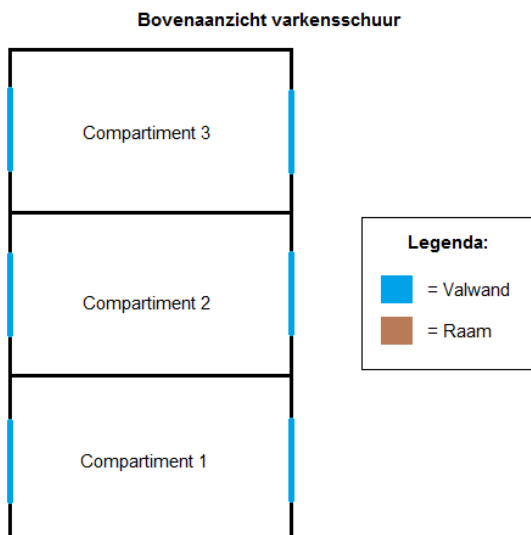 Bovenaanzicht varkensschuur
Compartiment 3
Compartiment 2
Compartiment 1
Legenda:
= Valwand
= Raam